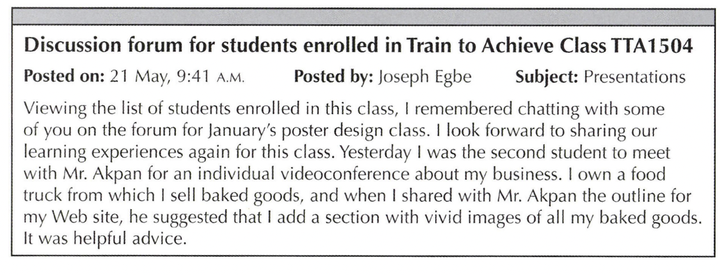 Discussion forum for students enrolled in Train to Achieve Class TTA1504
Posted on: 21 May, 9:41 A.M. Posted by: Joseph Egbe Subject: Presentations
Viewing the list of students enrolled in this class, I remembered chatting with some
of you on the forum for January's poster design class. I look forward to sharing our
learning experiences again for this class. Yesterday I was the second student to meet
with Mr. Akpan for an individual videoconference about my business. I own a food
truck from which I sell baked goods, and when I shared with Mr. Akpan the outline for
my Web site, he suggested that I add a section with vivid images of all my baked goods.
It was helpful advice.